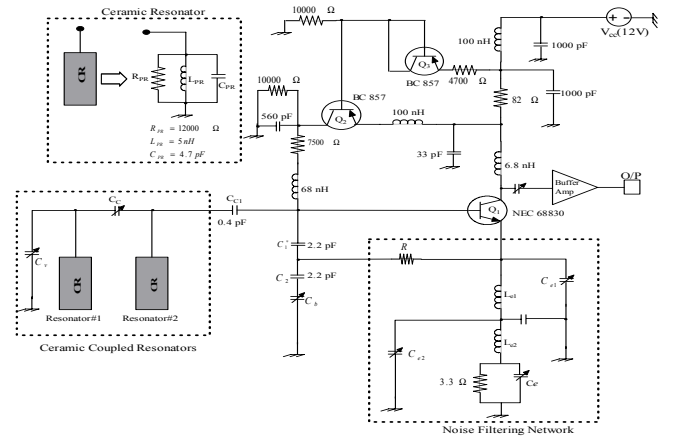 Ceramic Resonator
CR
R_PR
L_PR
C_PR
R_PR = 12000 Ω
L_PR = 5nH
C_PR = 4.7 pF
10000 Ω
V_cc(12V)
100 nH
1000 pF
Q_3
BC 857
4700 Ω
82 Ω
1000 pF
10000 Ω
BC 857
Q_2
100 nH
560 pF
7500 Ω
33 pF
6.8 nH
68 nH
Buffer
Amp
O/P
Q_1
NEC 68830
C_C
C_C1
0.4 pF
C_v
CR
CR
Resonator#1
Resonator#2
Ceramic Coupled Resonators
C_1* 2.2 pF
C_2 2.2 pF
C_b
R
C_e1
L_e1
L_e2
C_e2
3.3 Ω
Ce
Noise Filtering Network